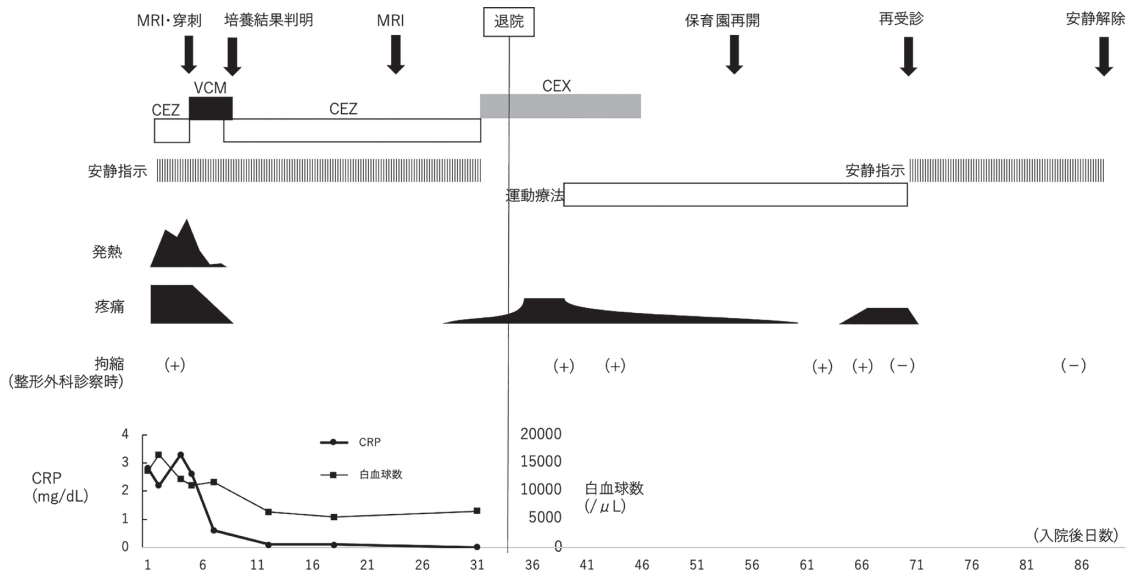 MRI・穿刺
培養結果判明
MRI
退院
保育園再開
再受診
安静解除
VCM
CEX
CEZ
CEZ
安静指示
安静指示
運動療法
発熱
疼痛
拘縮
(整形外科診察時)
(+)
(+)
(+)
(+)
(+)
(−)
(−)
CRP
(mg/dL)
4
3
2
1
0
CRP
白血球数
20000
15000
10000
5000
0
白血球数
(/μL)
(入院後日数)
1 6 11 16 21 26 31 36 41 46 51 56 61 66 71 76 81 86